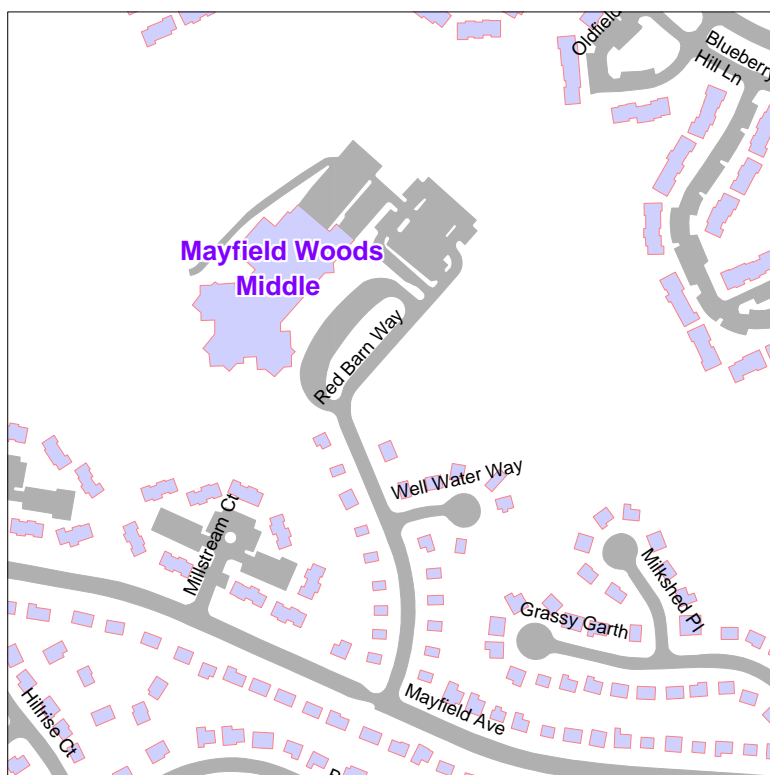 Oldfield
Blueberry
Hill Ln
Mayfield Woods
Middle
Red Barn Way
Well Water Way
Millstream Ct
Milkshed Pl
Grassy Garth
Mayfield Ave
Hillrise Ct